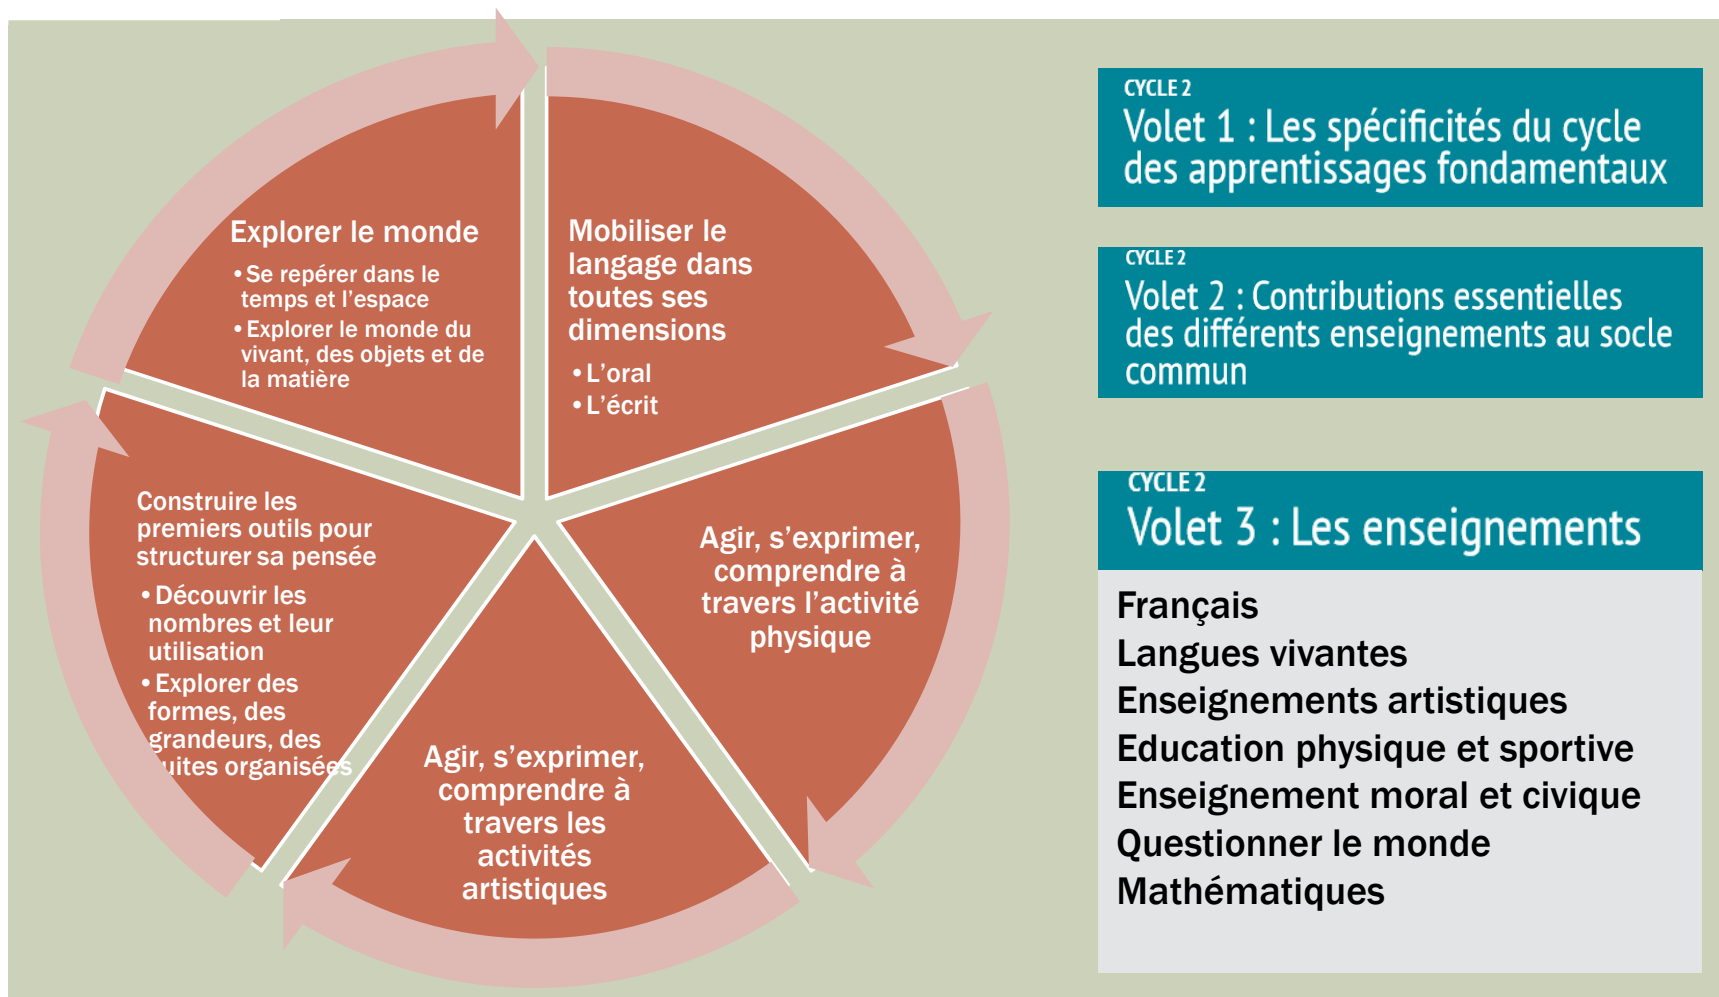 Explorer le monde
•Se repérer dans le
temps et l'espace
•Explorer le monde du
vivant, des objets et de
la matière
Mobiliser le
langage dans
toutes ses
dimensions
•L'oral
•L'écrit
Agir, s'exprimer,
comprendre à
travers l'activité
physique
Agir, s'exprimer,
comprendre à
travers les
activités
artistiques
Construire les
premiers outils pour
structurer sa pensée
•Découvrir les
nombres et leur
utilisation
•Explorer des
formes, des
grandeurs, des
suites organisées
CYCLE 2
Volet 1 : Les spécificités du cycle
des apprentissages fondamentaux
CYCLE 2
Volet 2 : Contributions essentielles
des différents enseignements au socle
commun
CYCLE 2
Volet 3 : Les enseignements
Français
Langues vivantes
Enseignements artistiques
Education physique et sportive
Enseignement moral et civique
Questionner le monde
Mathématiques